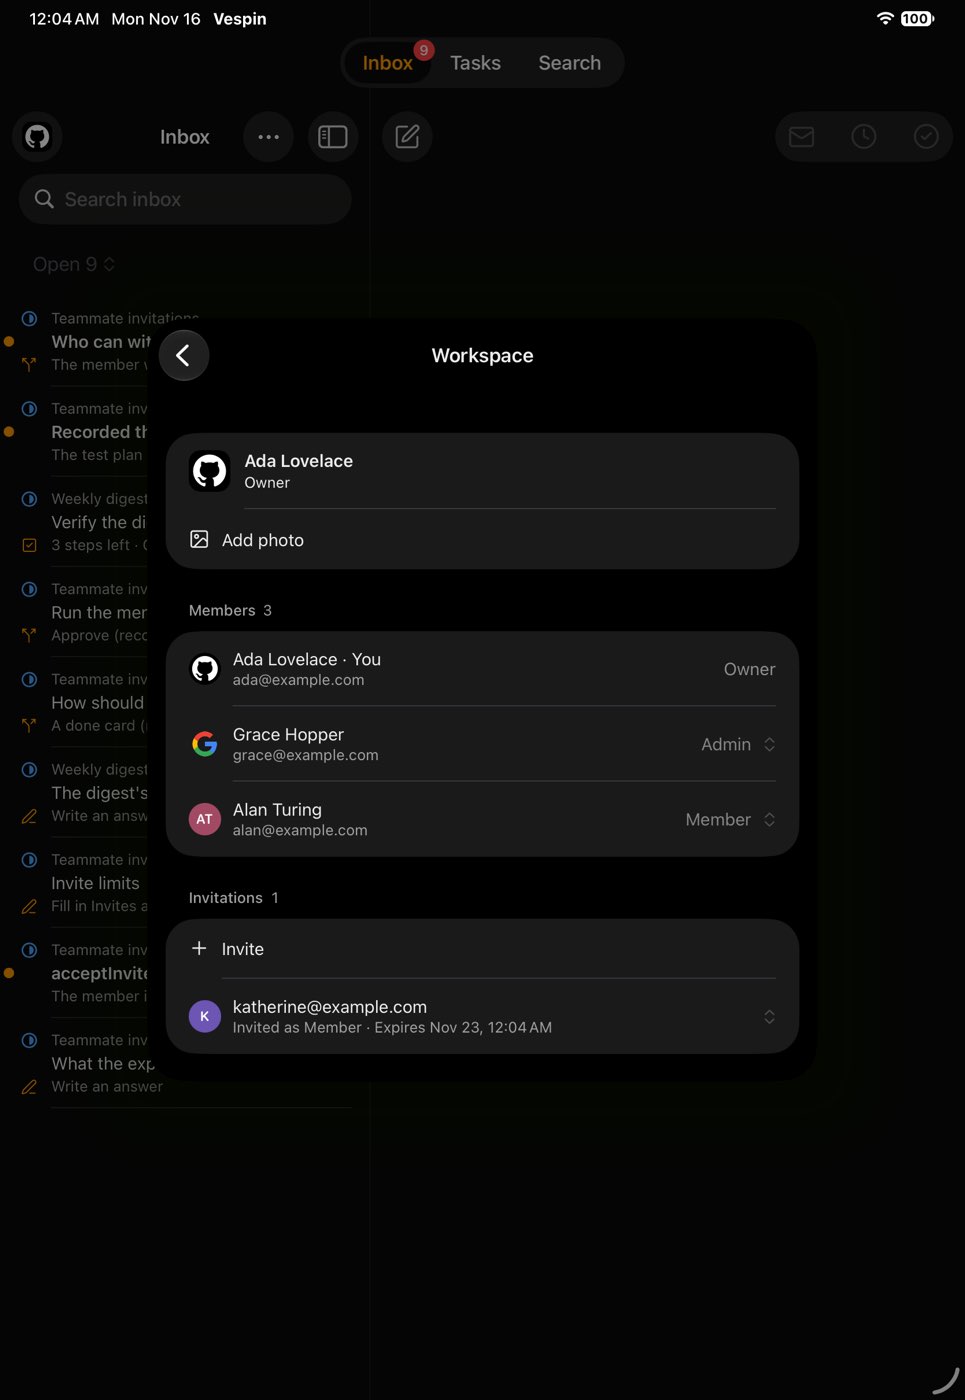 12:04 AM Mon Nov 16 Vespin
100
Inbox 9 Tasks Search
Inbox
Search inbox
Open 9
Teammate invitations
Who can wit
The member
Teammate inv
Recorded th
The test plan
Weekly digest
Verify the di
3 steps left ·
Teammate inv
Run the mer
Approve (reco
Teammate inv
How should
A done card
Weekly digest
The digest's
Write an answ
Teammate inv
Invite limits
Fill in Invites a
Teammate inv
acceptInvite
The member i
Teammate inv
What the exp
Write an answer
Workspace
Ada Lovelace
Owner
Add photo
Members 3
Ada Lovelace · You
ada@example.com
Owner
Grace Hopper
grace@example.com
Admin
AT
Alan Turing
alan@example.com
Member
Invitations 1
Invite
K
katherine@example.com
Invited as Member · Expires Nov 23, 12:04 AM